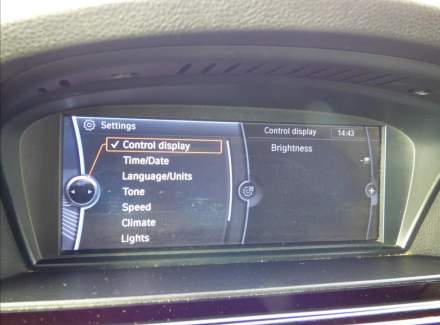 Settings
Control display
Time/Date
Language/Units
Tone
Speed
Climate
Lights
Control display 14:43
Brightness